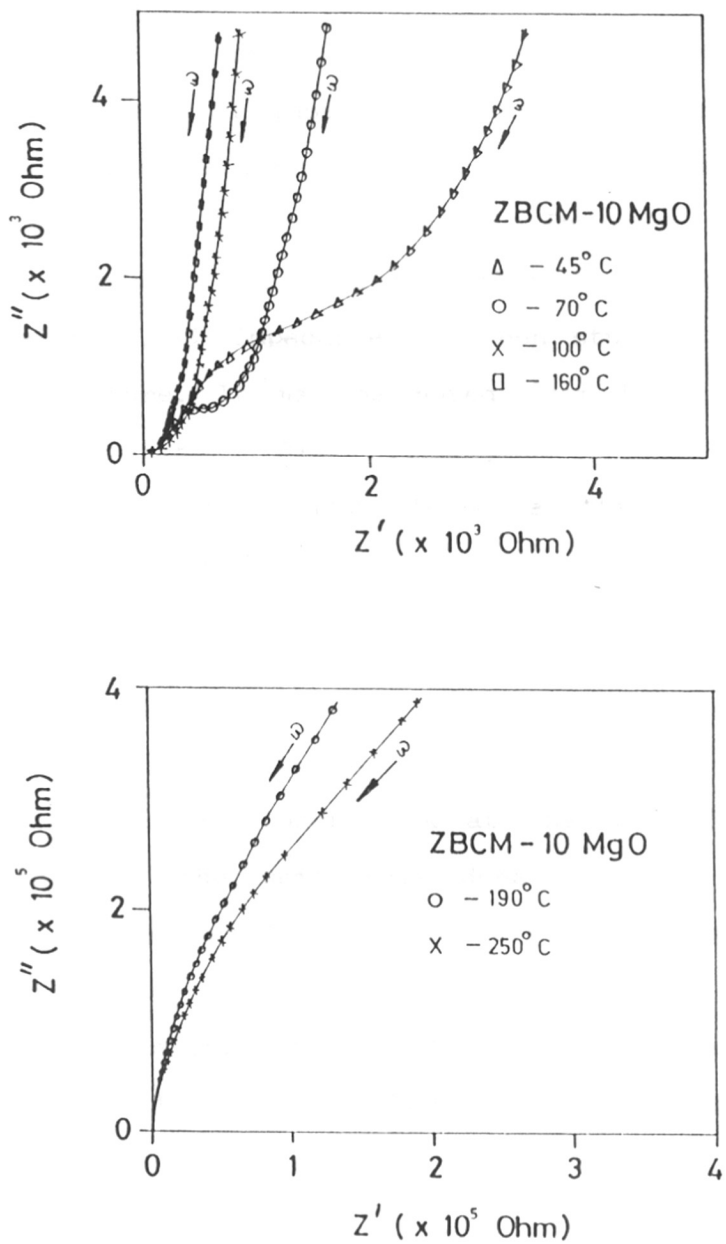 4
2
0
Z″ ( x 10³ Ohm)
ω
ω
ω
ω
ZBCM-10 MgO
Δ - 45° C
○ - 70° C
× - 100° C
□ - 160° C
0
2
4
Z′ ( x 10³ Ohm)
4
2
0
Z″ ( x 10⁵ Ohm)
ω
ω
ZBCM - 10 MgO
○ - 190° C
× - 250° C
0
1
2
3
4
Z′ ( x 10⁵ Ohm)